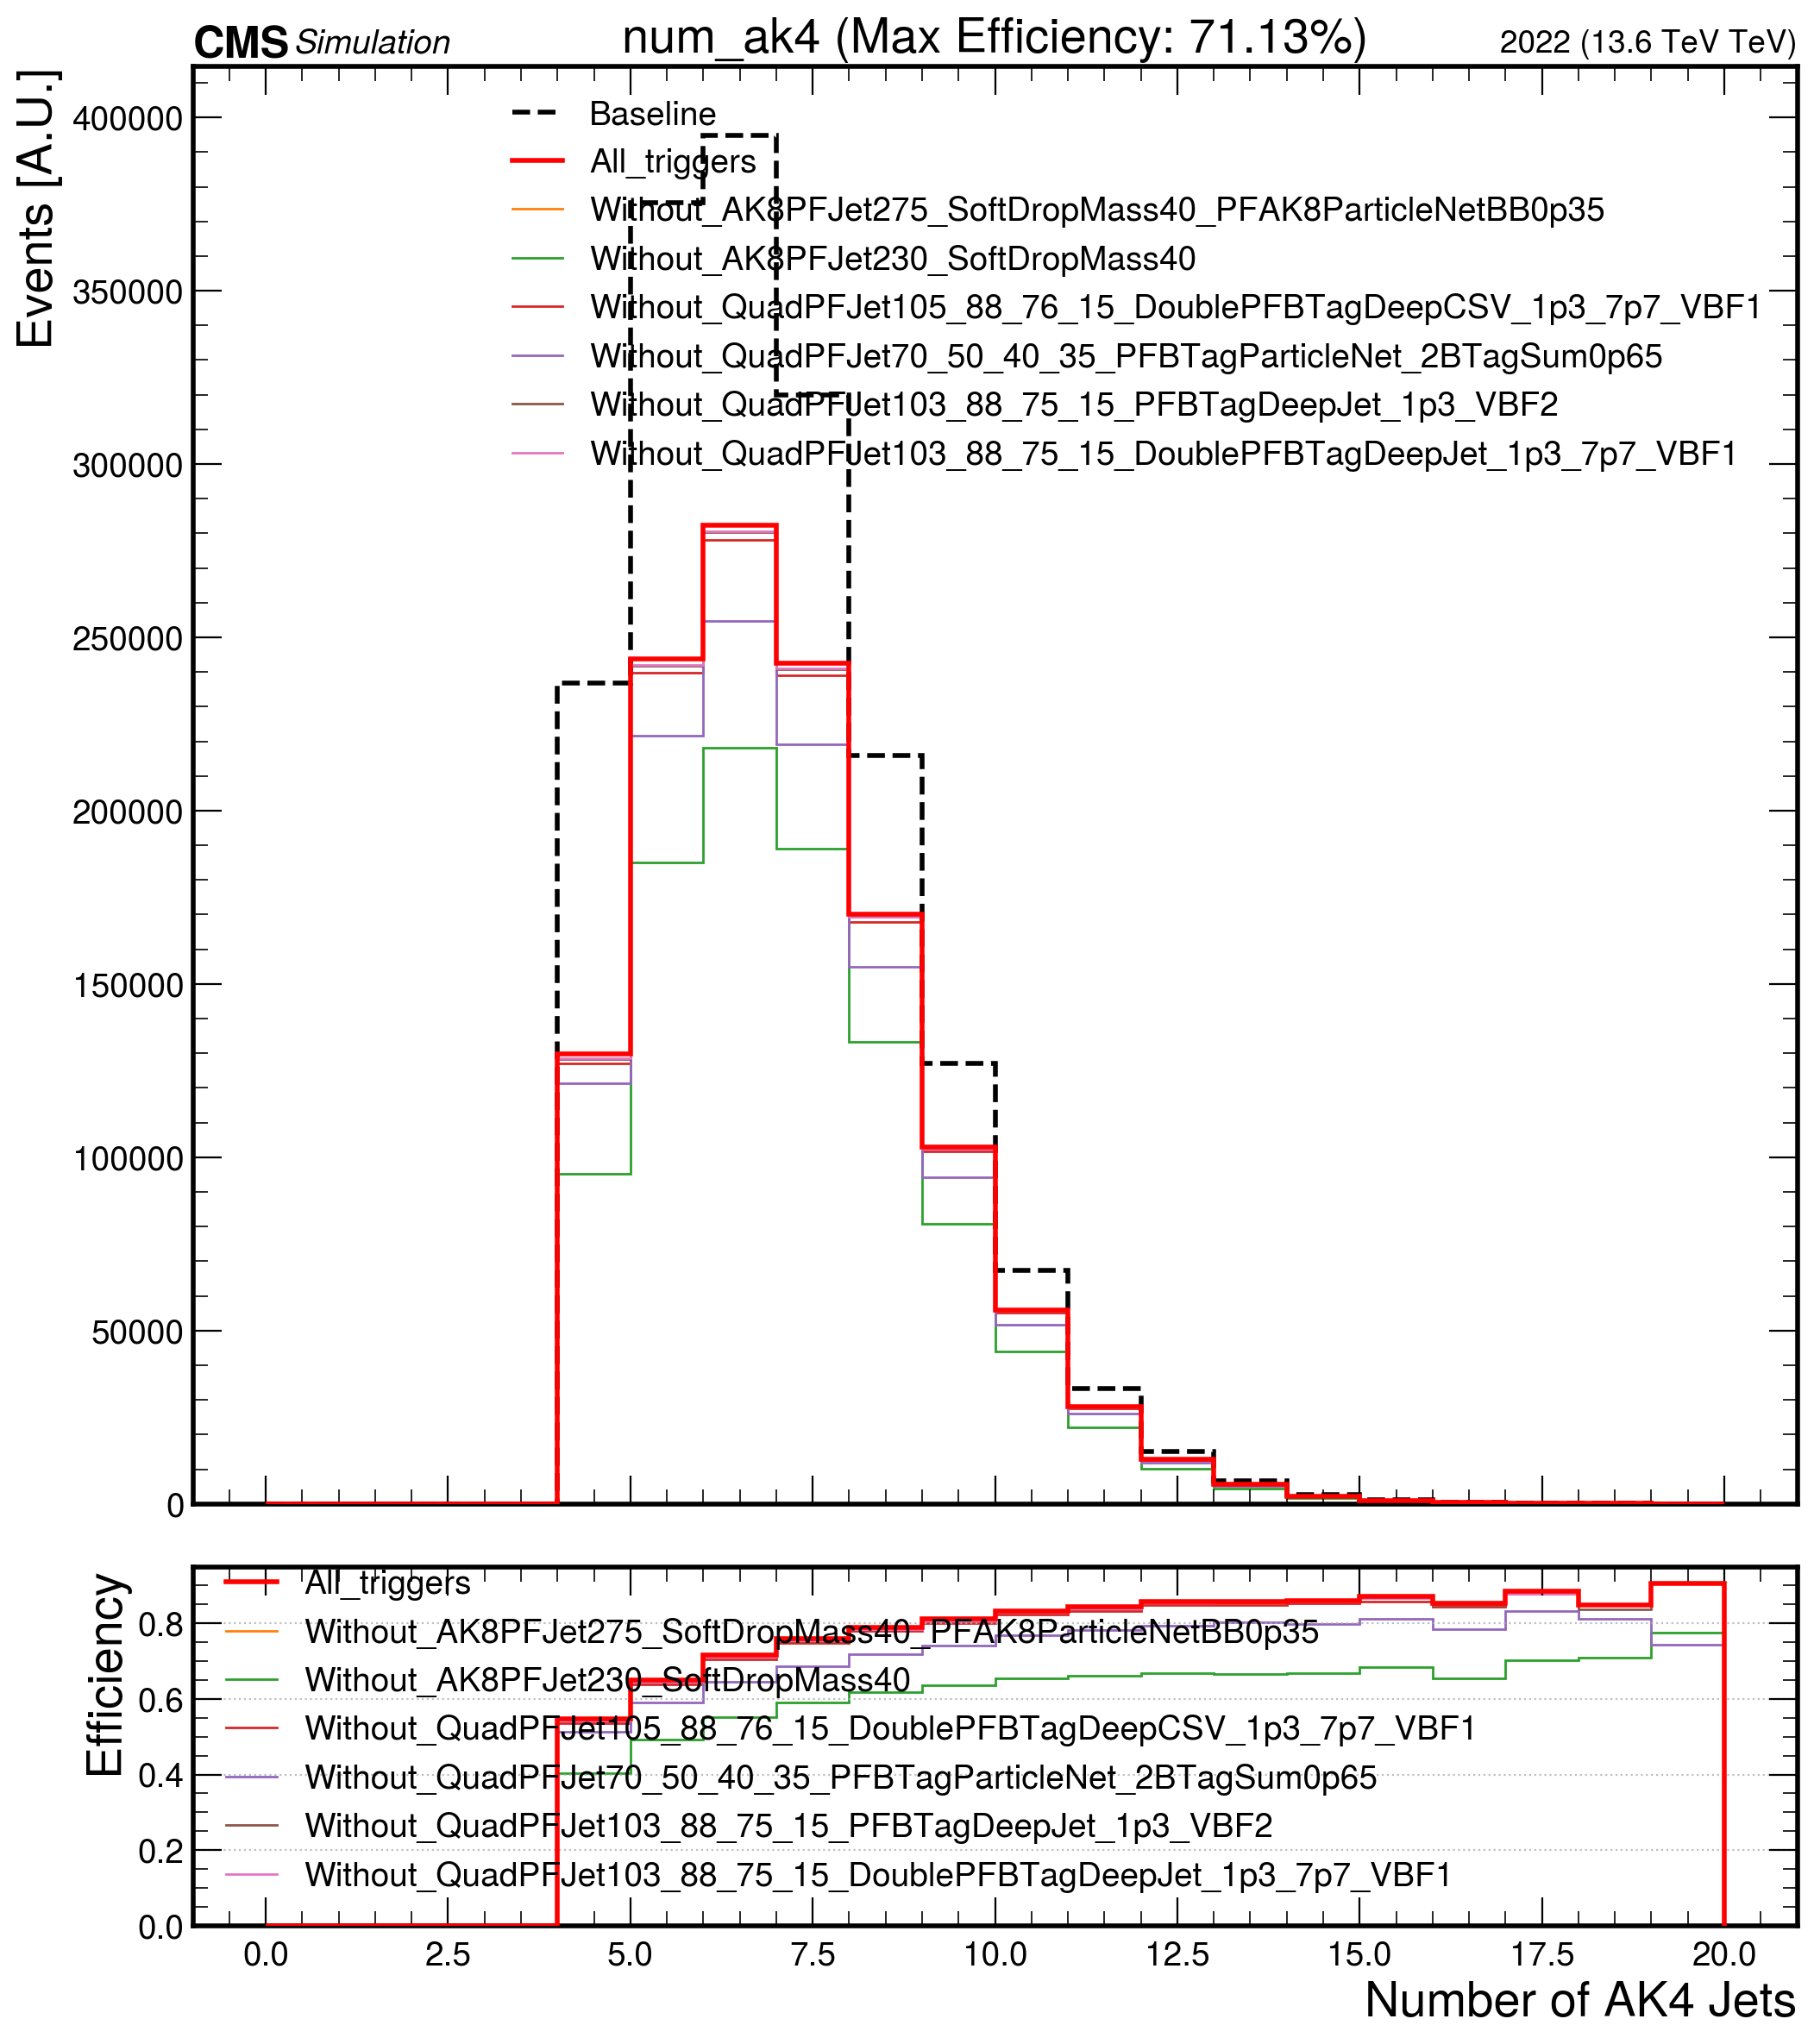 CMS Simulation num_ak4 (Max Efficiency: 71.13%) 2022 (13.6 TeV TeV)
Events [A.U.]
400000
350000
300000
250000
200000
150000
100000
50000
0
Baseline
All_triggers
Without_AK8PFJet275_SoftDropMass40_PFAK8ParticleNetBB0p35
Without_AK8PFJet230_SoftDropMass40
Without_QuadPFJet105_88_76_15_DoublePFBTagDeepCSV_1p3_7p7_VBF1
Without_QuadPFJet70_50_40_35_PFBTagParticleNet_2BTagSum0p65
Without_QuadPFJet103_88_75_15_PFBTagDeepJet_1p3_VBF2
Without_QuadPFJet103_88_75_15_DoublePFBTagDeepJet_1p3_7p7_VBF1
Efficiency
0.8
0.6
0.4
0.2
0.0
All_triggers
Without_AK8PFJet275_SoftDropMass40_PFAK8ParticleNetBB0p35
Without_AK8PFJet230_SoftDropMass40
Without_QuadPFJet105_88_76_15_DoublePFBTagDeepCSV_1p3_7p7_VBF1
Without_QuadPFJet70_50_40_35_PFBTagParticleNet_2BTagSum0p65
Without_QuadPFJet103_88_75_15_PFBTagDeepJet_1p3_VBF2
Without_QuadPFJet103_88_75_15_DoublePFBTagDeepJet_1p3_7p7_VBF1
0.0 2.5 5.0 7.5 10.0 12.5 15.0 17.5 20.0
Number of AK4 Jets